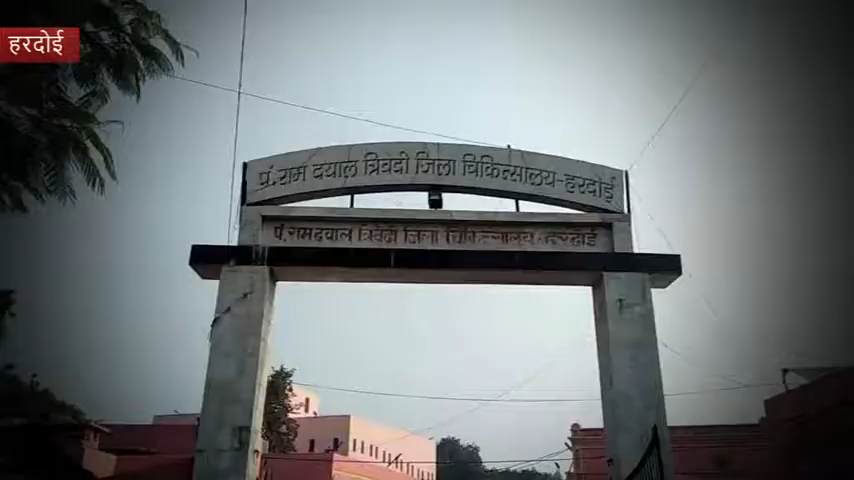 हरदोई
पं. राम दयाल त्रिवेदी जिला चिकित्सालय-हरदोई
पं. रामदयाल त्रिवेदी जिला चिकित्सालय हरदोई